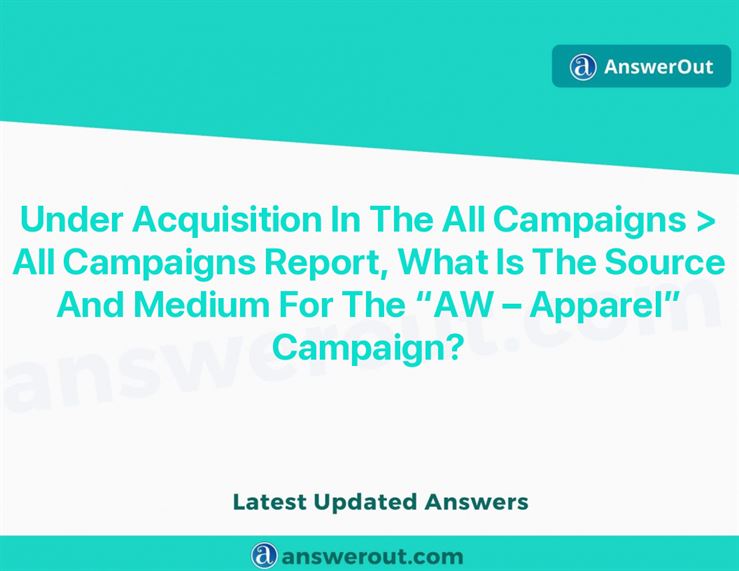 AnswerOut
Under Acquisition In The All Campaigns >
All Campaigns Report, What Is The Source
And Medium For The “AW – Apparel”
Campaign?
answerout.com
Latest Updated Answers
answerout.com